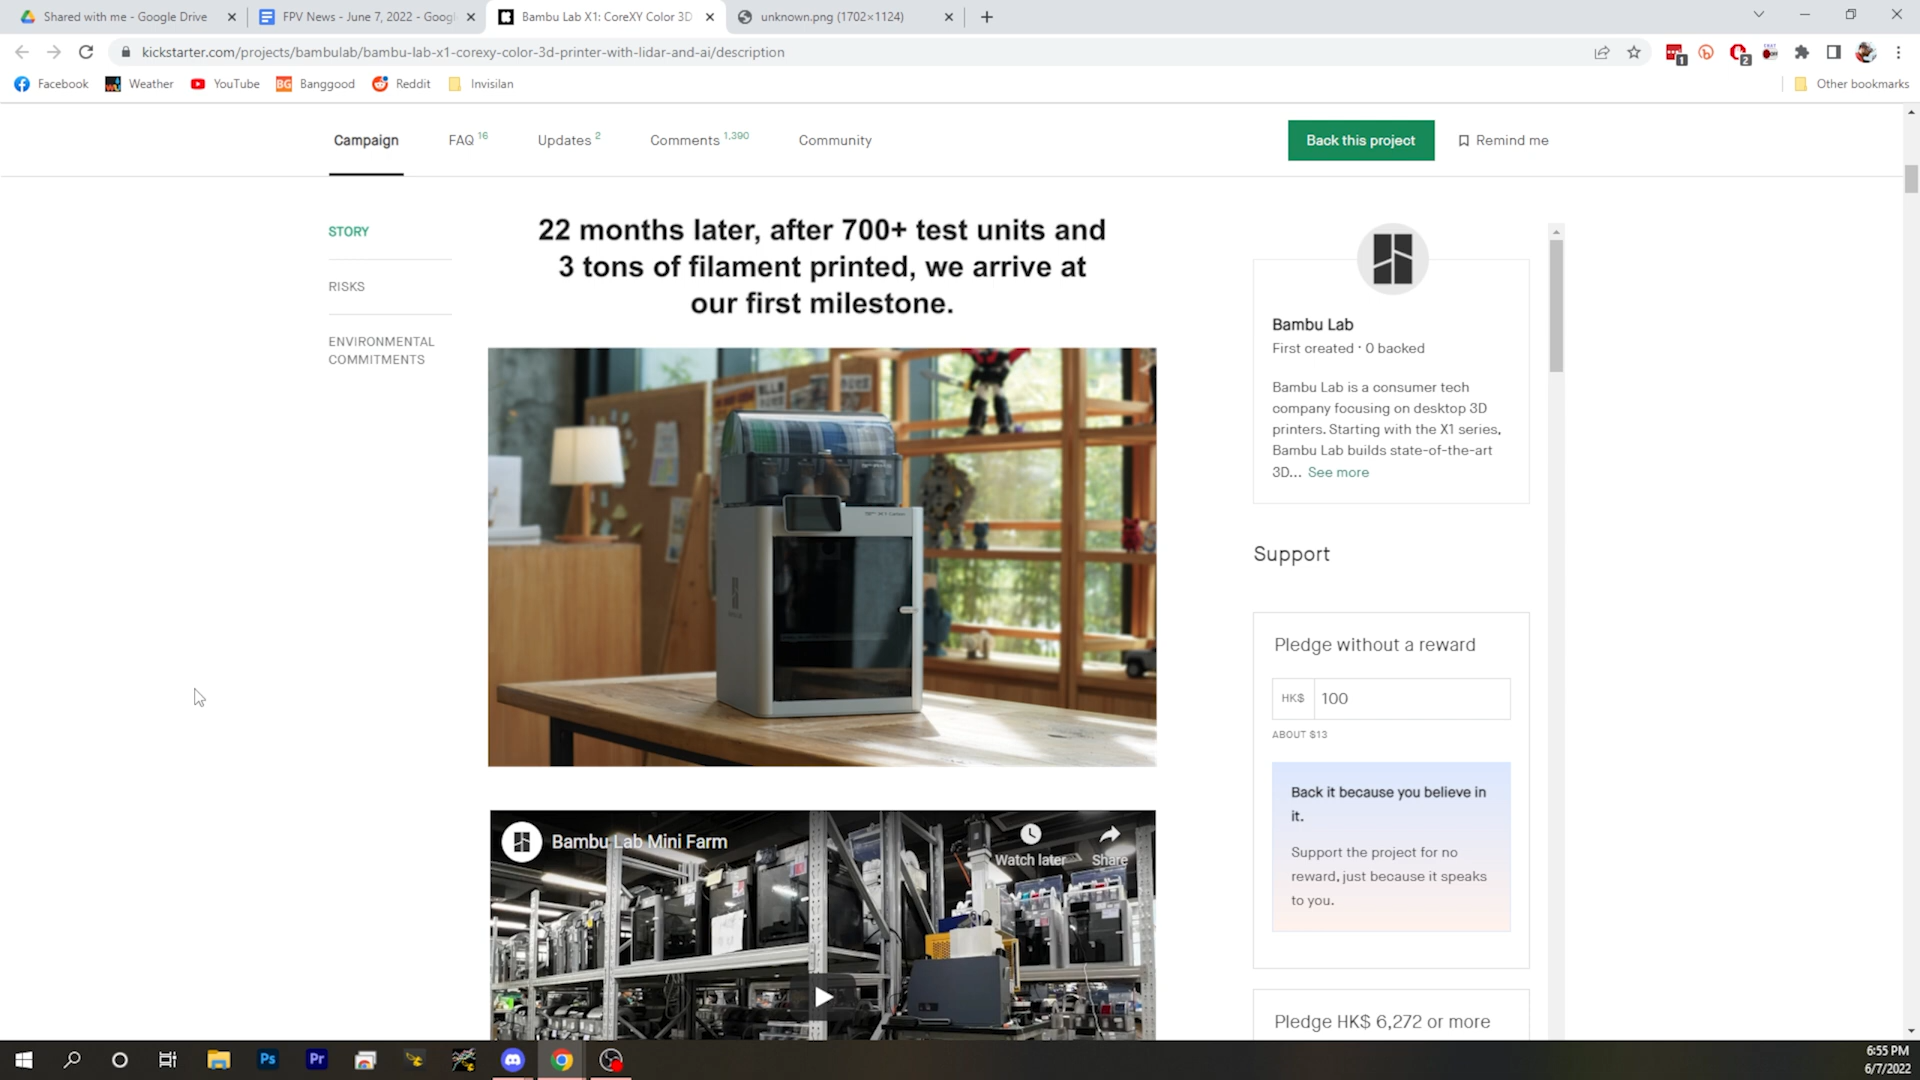 Shared with me - Google Drive
FPV News - June 7, 2022 - Googl
Bambu Lab X1: CoreXY Color 3D
unknown.png (1702×1124)
kickstarter.com/projects/bambulab/bambu-lab-x1-corexy-color-3d-printer-with-lidar-and-ai/description
1
2
Facebook
Weather
YouTube
BG Banggood
Reddit
Invisilan
Other bookmarks
Campaign
FAQ 16
Updates 2
Comments 1,390
Community
Back this project
Remind me
STORY
RISKS
ENVIRONMENTAL
COMMITMENTS
22 months later, after 700+ test units and
3 tons of filament printed, we arrive at
our first milestone.
Bambu Lab
First created · 0 backed
Bambu Lab is a consumer tech
company focusing on desktop 3D
printers. Starting with the X1 series,
Bambu Lab builds state-of-the-art
3D... See more
Support
Pledge without a reward
HK$ 100
ABOUT $13
Back it because you believe in
it.
Support the project for no
reward, just because it speaks
to you.
Pledge HK$ 6,272 or more
Bambu Lab Mini Farm
Watch later
Share
Ps
Pr
6:55 PM
6/7/2022